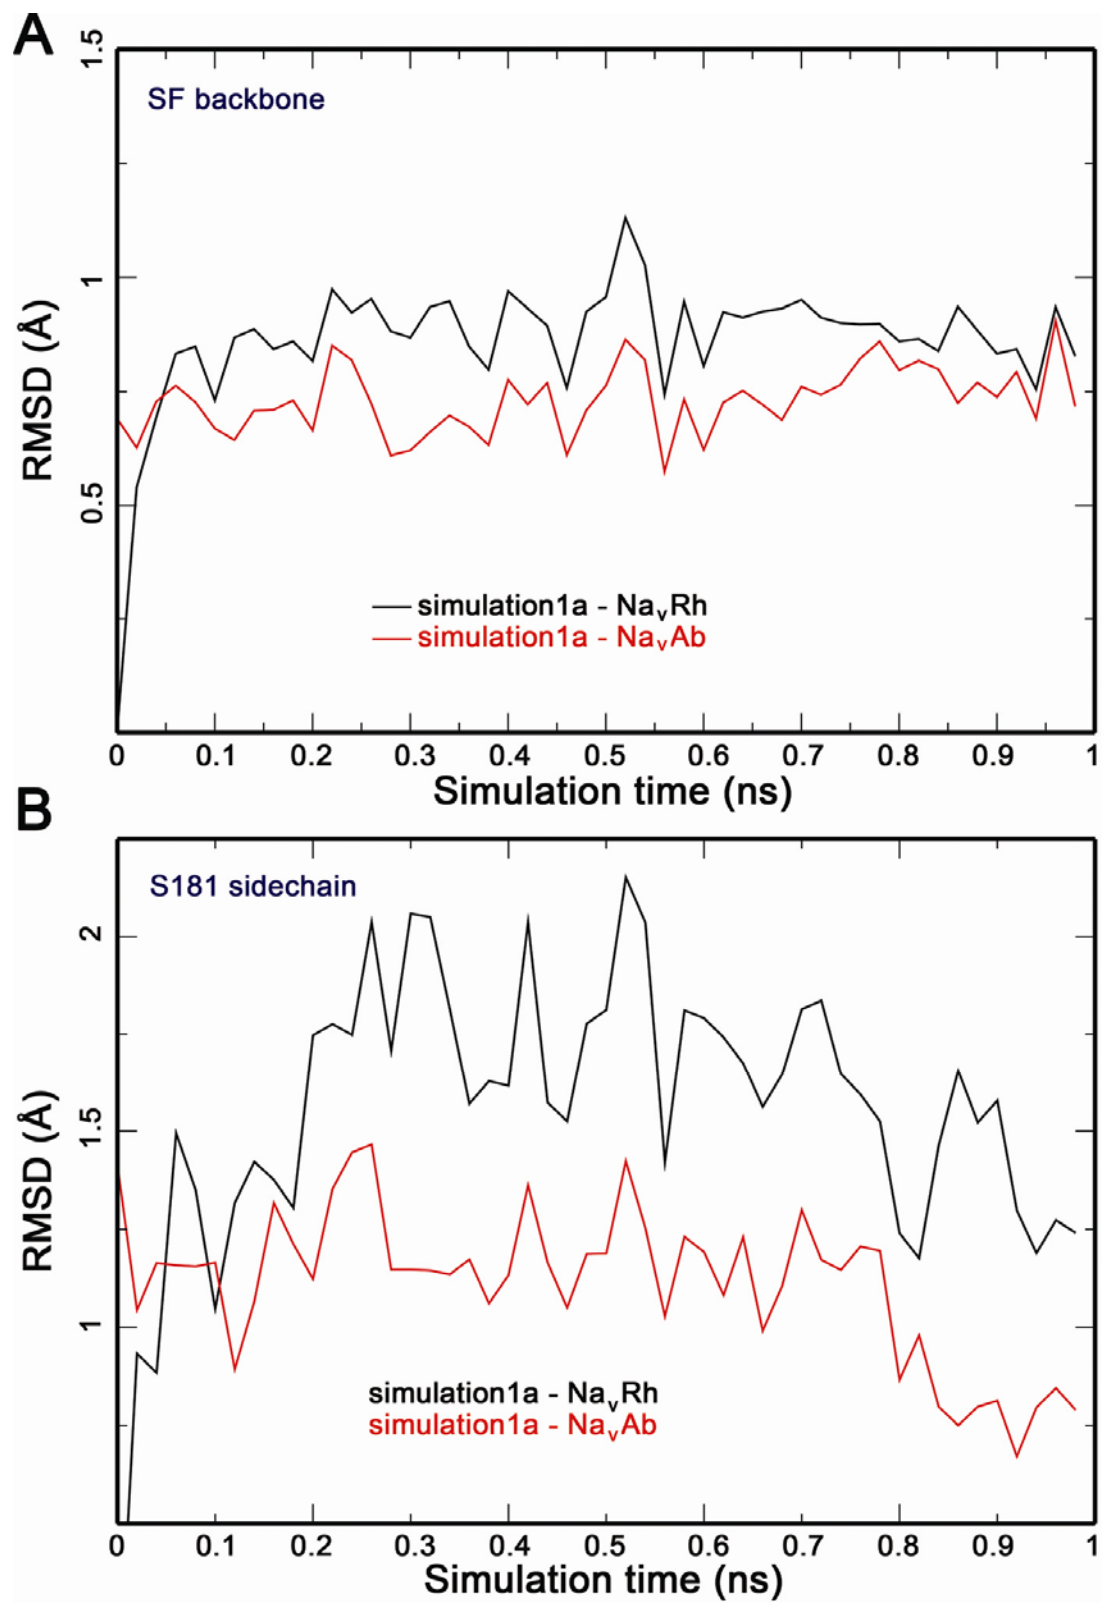 A
1.5
SF backbone
1
RMSD (Å)
0.5
simulation1a - NavRh
simulation1a - NavAb
0 0.1 0.2 0.3 0.4 0.5 0.6 0.7 0.8 0.9 1
Simulation time (ns)
B
S181 sidechain
2
1.5
RMSD (Å)
1
simulation1a - NavRh
simulation1a - NavAb
0 0.1 0.2 0.3 0.4 0.5 0.6 0.7 0.8 0.9 1
Simulation time (ns)